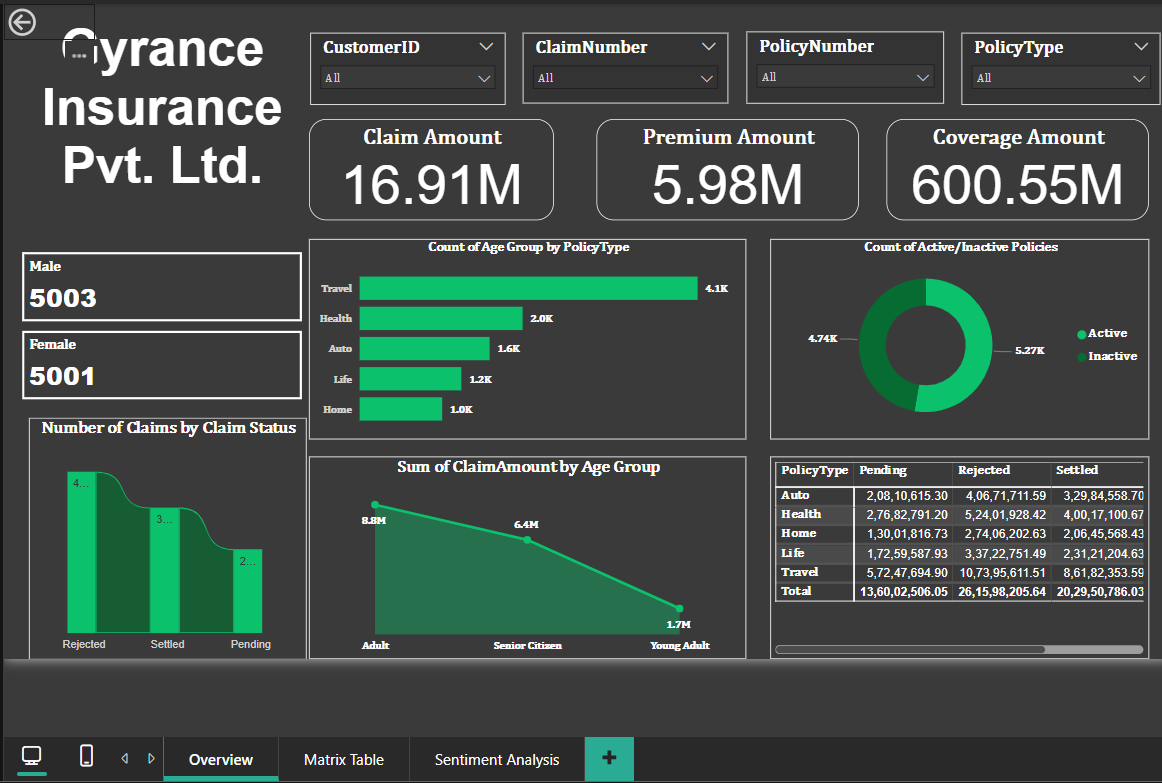 Gyrance
Insurance
Pvt. Ltd.
CustomerID
All
ClaimNumber
All
PolicyNumber
All
PolicyType
All
Claim Amount
16.91M
Premium Amount
5.98M
Coverage Amount
600.55M
Male
5003
Female
5001
Count of Age Group by PolicyType
Travel 4.1K
Health 2.0K
Auto 1.6K
Life 1.2K
Home 1.0K
Count of Active/Inactive Policies
4.74K
5.27K
Active
Inactive
Number of Claims by Claim Status
4...
3...
2...
Rejected Settled Pending
Sum of ClaimAmount by Age Group
8.8M
6.4M
1.7M
Adult Senior Citizen Young Adult
PolicyType Pending Rejected Settled
Auto 2,08,10,615.30 4,06,71,711.59 3,29,84,558.70
Health 2,76,82,791.20 5,24,01,928.42 4,00,17,100.67
Home 1,30,01,816.73 2,74,06,202.63 2,06,45,568.43
Life 1,72,59,587.93 3,37,22,751.49 2,31,21,204.63
Travel 5,72,47,694.90 10,73,95,611.51 8,61,82,353.59
Total 13,60,02,506.05 26,15,98,205.64 20,29,50,786.03
Overview Matrix Table Sentiment Analysis